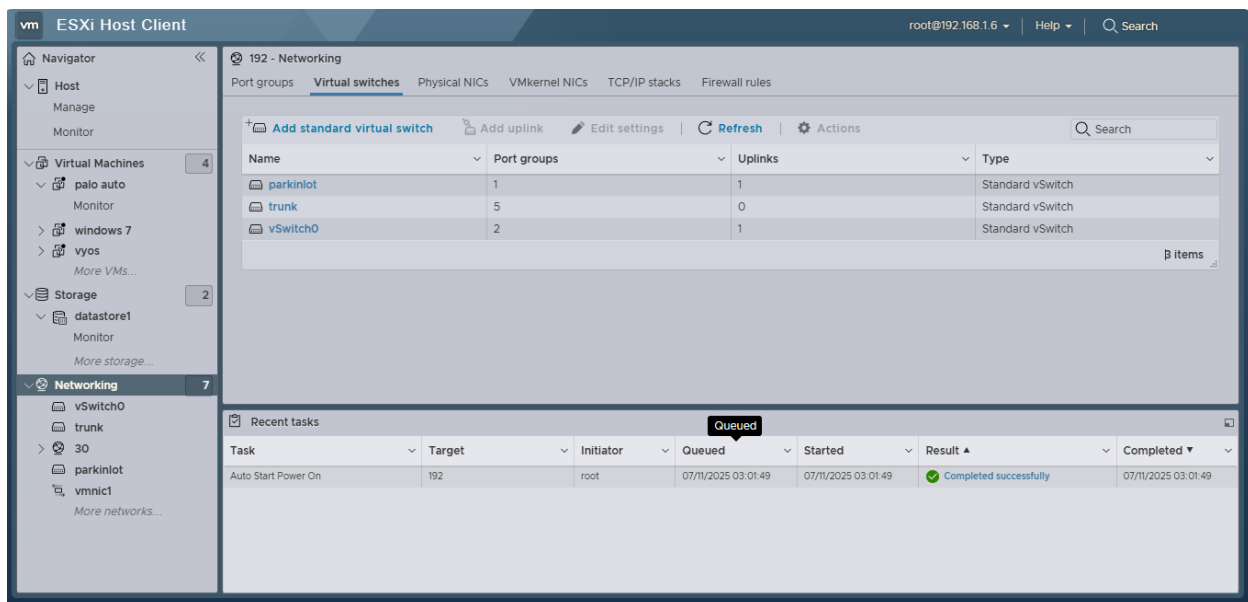 vm ESXi Host Client
root@192.168.1.6 Help Search
Navigator
Host
Manage
Monitor
Virtual Machines 4
palo auto
Monitor
windows 7
vyos
More VMs...
Storage 2
datastore1
Monitor
More storage...
Networking 7
vSwitch0
trunk
30
parkinlot
vmnic1
More networks...
192 - Networking
Port groups Virtual switches Physical NICs VMkernel NICs TCP/IP stacks Firewall rules
Add standard virtual switch Add uplink Edit settings Refresh Actions Search
Name Port groups Uplinks Type
parkinlot 1 1 Standard vSwitch
trunk 5 0 Standard vSwitch
vSwitch0 2 1 Standard vSwitch
3 items
Recent tasks
Queued
Task Target Initiator Queued Started Result Completed
Auto Start Power On 192 root 07/11/2025 03:01:49 07/11/2025 03:01:49 Completed successfully 07/11/2025 03:01:49